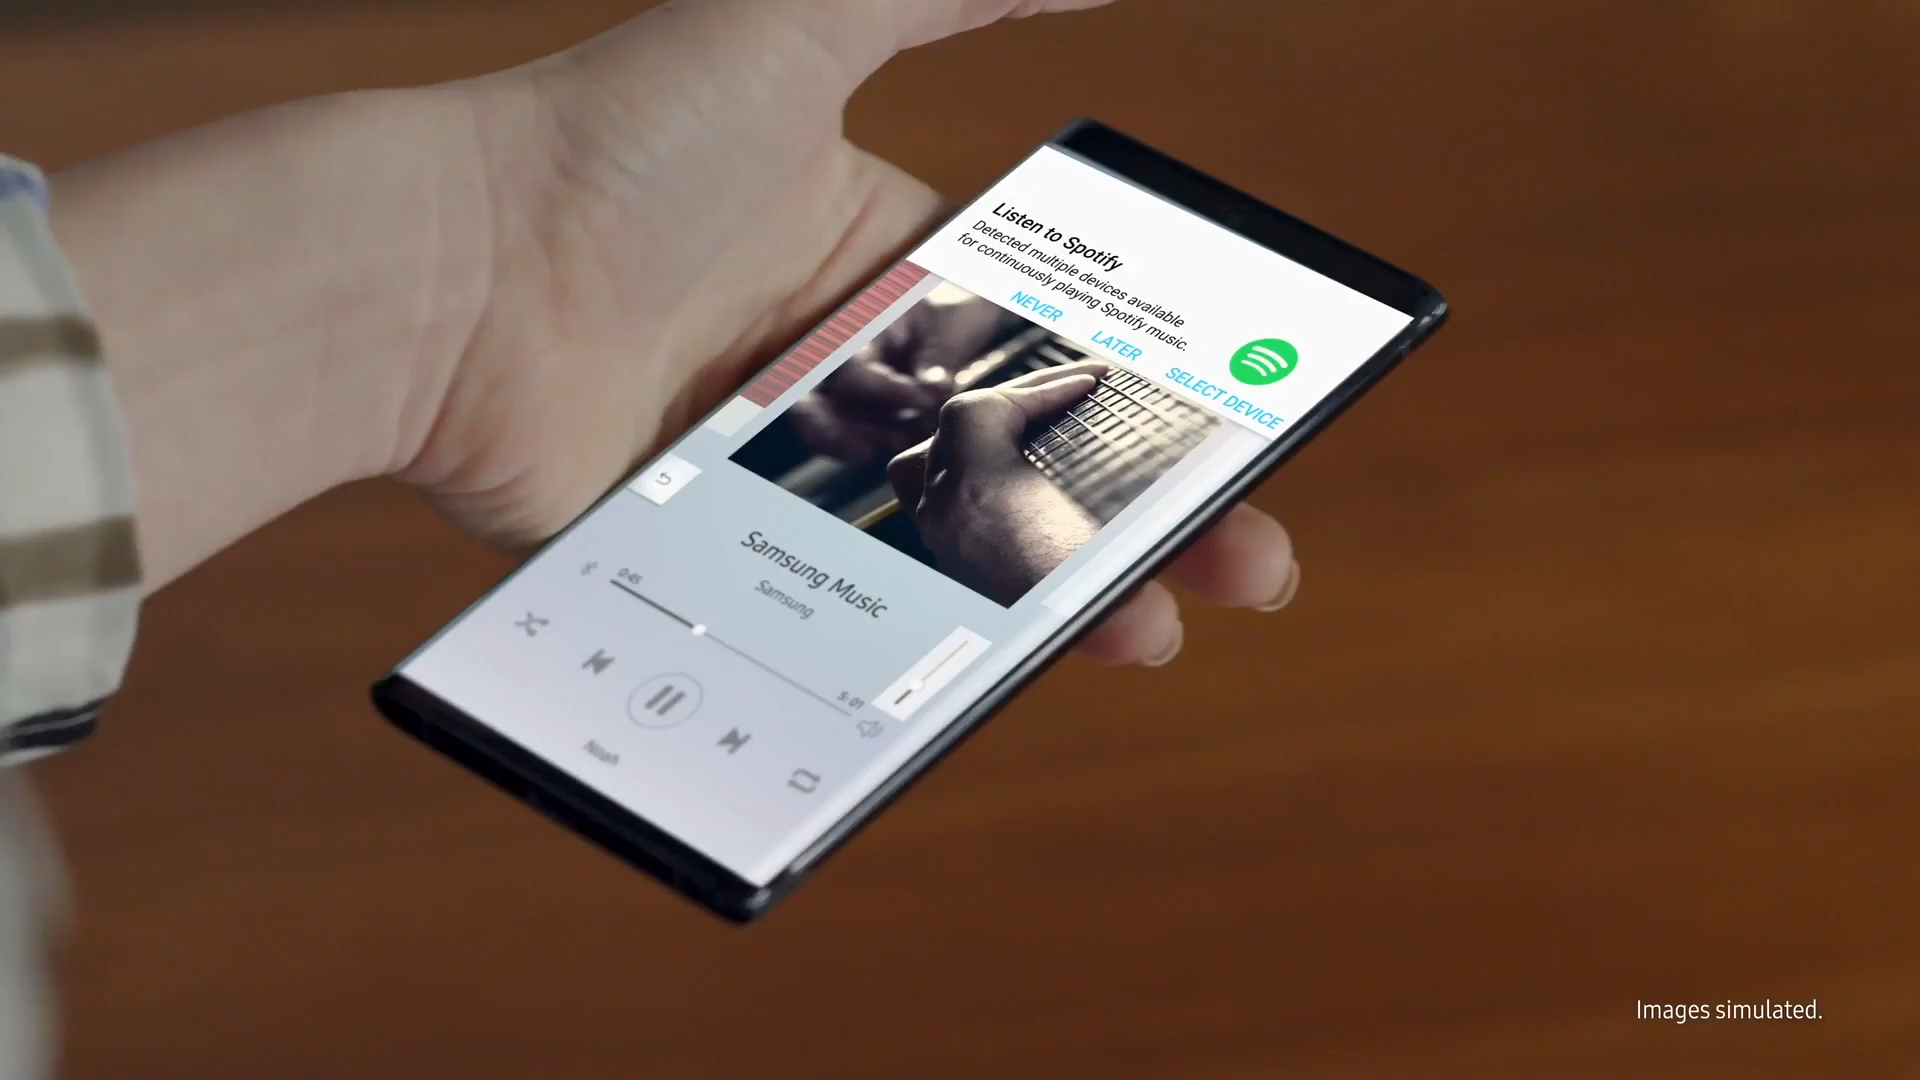 Listen to Spotify
Detected multiple devices available
for continuously playing Spotify music.
NEVER
LATER
SELECT DEVICE
Samsung Music
Samsung
0:45
5:01
Noah
Images simulated.